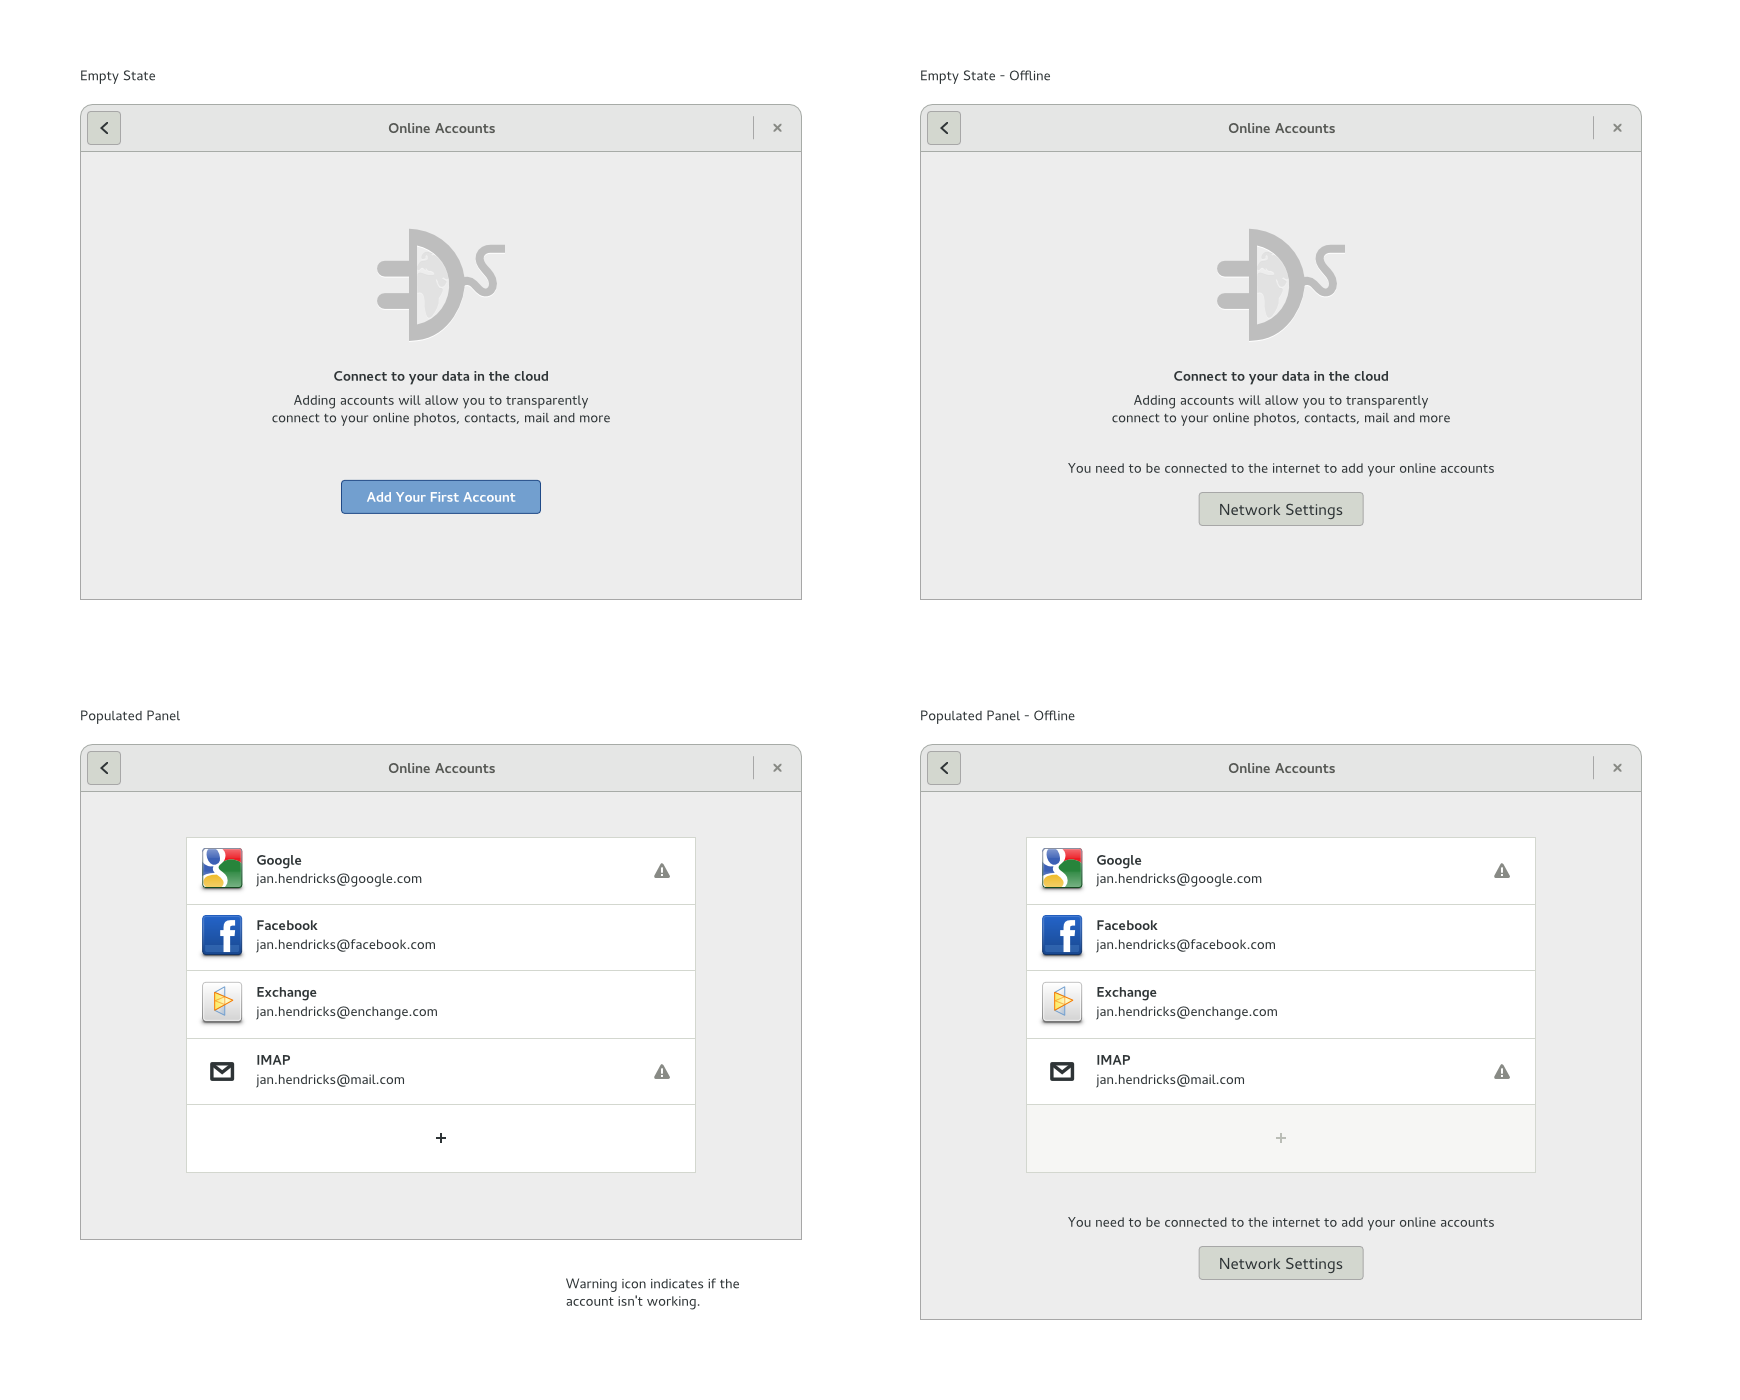 Empty State
Online Accounts
Connect to your data in the cloud
Adding accounts will allow you to transparently
connect to your online photos, contacts, mail and more
Add Your First Account
Empty State - Offline
Online Accounts
Connect to your data in the cloud
Adding accounts will allow you to transparently
connect to your online photos, contacts, mail and more
You need to be connected to the internet to add your online accounts
Network Settings
Populated Panel
Online Accounts
Google
jan.hendricks@google.com
Facebook
jan.hendricks@facebook.com
Exchange
jan.hendricks@enchange.com
IMAP
jan.hendricks@mail.com
+
Warning icon indicates if the
account isn't working.
Populated Panel - Offline
Online Accounts
Google
jan.hendricks@google.com
Facebook
jan.hendricks@facebook.com
Exchange
jan.hendricks@enchange.com
IMAP
jan.hendricks@mail.com
+
You need to be connected to the internet to add your online accounts
Network Settings